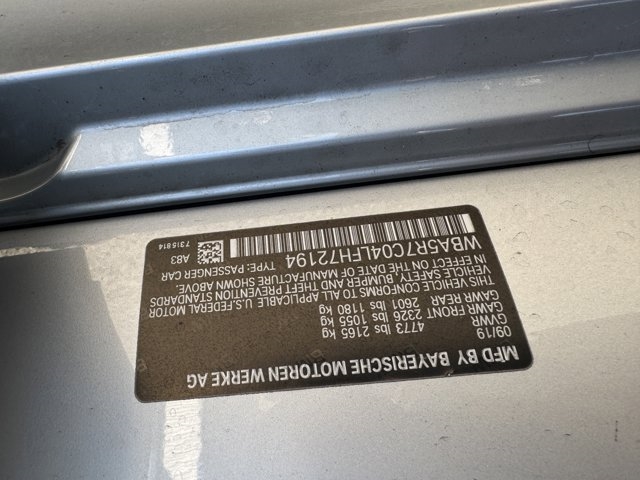 MFD BY BAYERISCHE MOTOREN WERKE AG
09/19
GVWR 4773 lbs 2165 kg
GAWR FRONT 2326 lbs 1055 kg
GAWR REAR 2601 lbs 1180 kg
THIS VEHICLE CONFORMS TO ALL APPLICABLE U.S.FEDERAL MOTOR
VEHICLE SAFETY, BUMPER AND THEFT PREVENTION STANDARDS
IN EFFECT ON THE DATE OF MANUFACTURE SHOWN ABOVE.
WBA5R7C04LFH72194 TYPE: PASSENGER CAR
A83
7315814